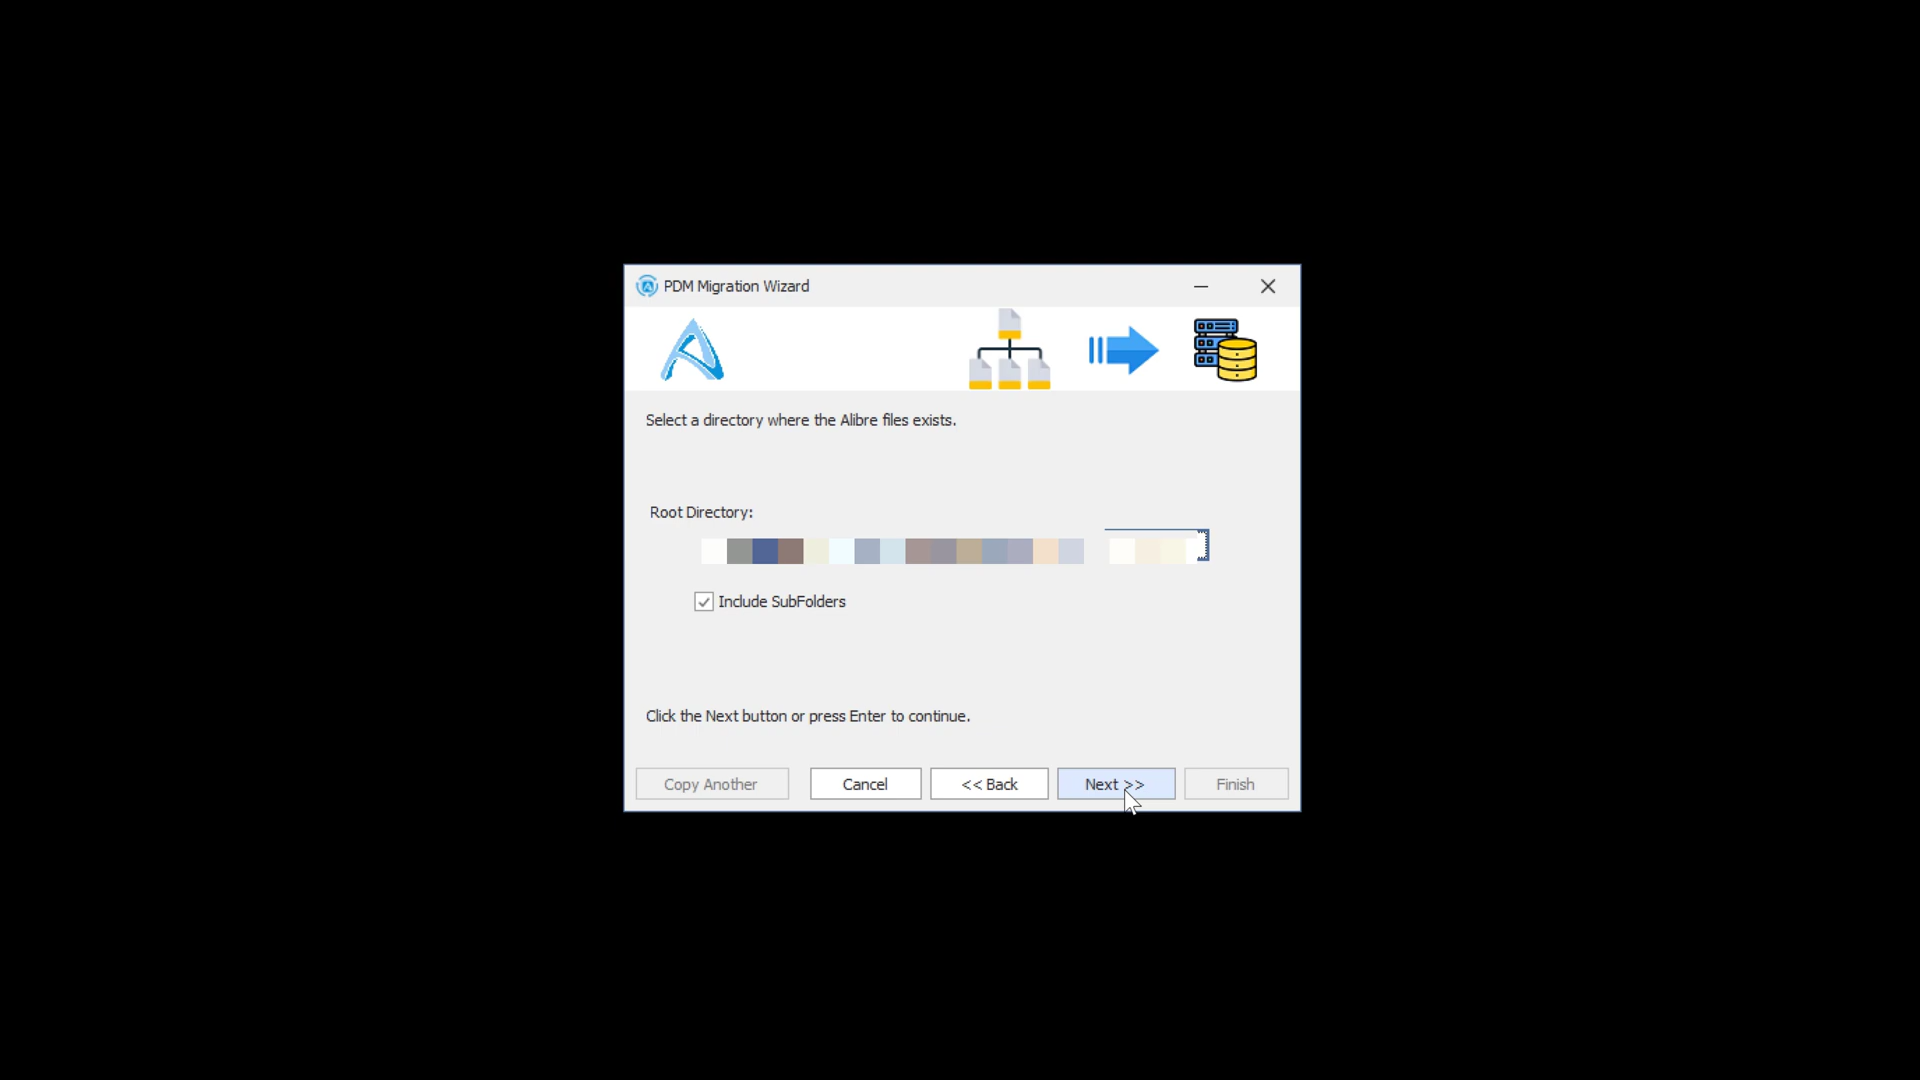 PDM Migration Wizard
Select a directory where the Alibre files exists.
Root Directory:
Include SubFolders
Click the Next button or press Enter to continue.
Copy Another
Cancel
<< Back
Next >>
Finish